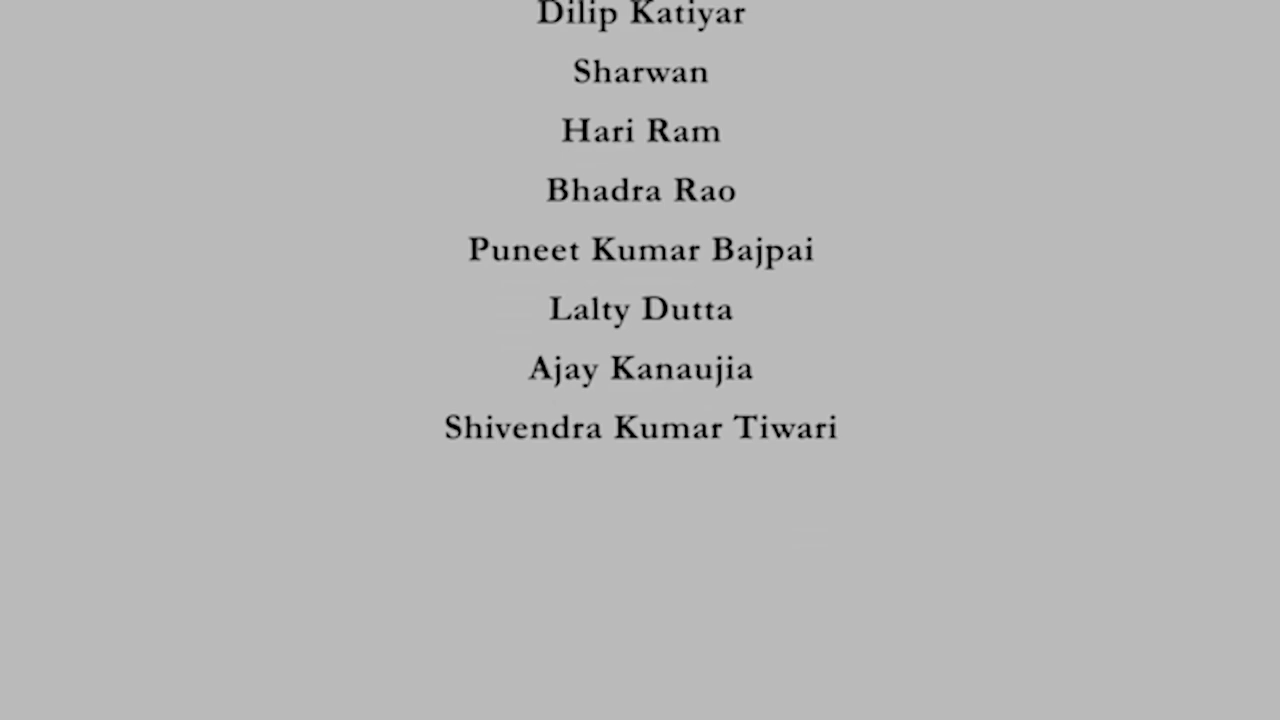 Dilip Katiyar
Sharwan
Hari Ram
Bhadra Rao
Puneet Kumar Bajpai
Lalty Dutta
Ajay Kanaujia
Shivendra Kumar Tiwari